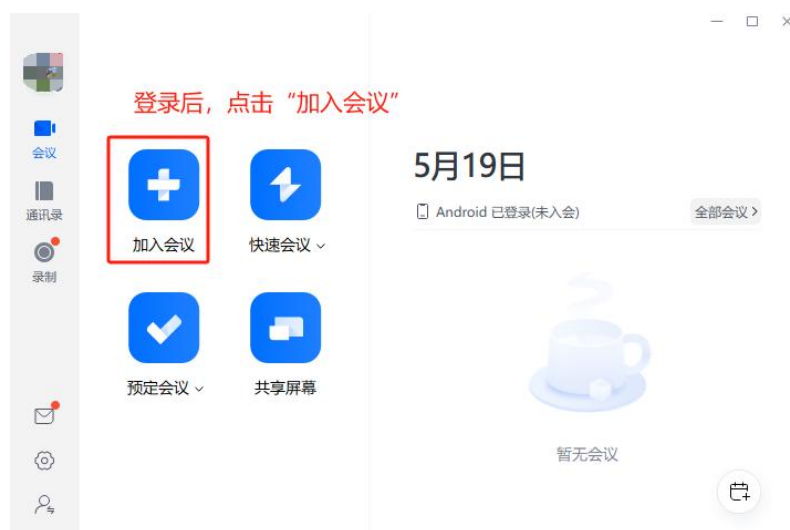 登录后，点击“加入会议”
会议
通讯录
录制
加入会议
快速会议
预定会议
共享屏幕
5月19日
Android 已登录(未入会)
全部会议
暂无会议